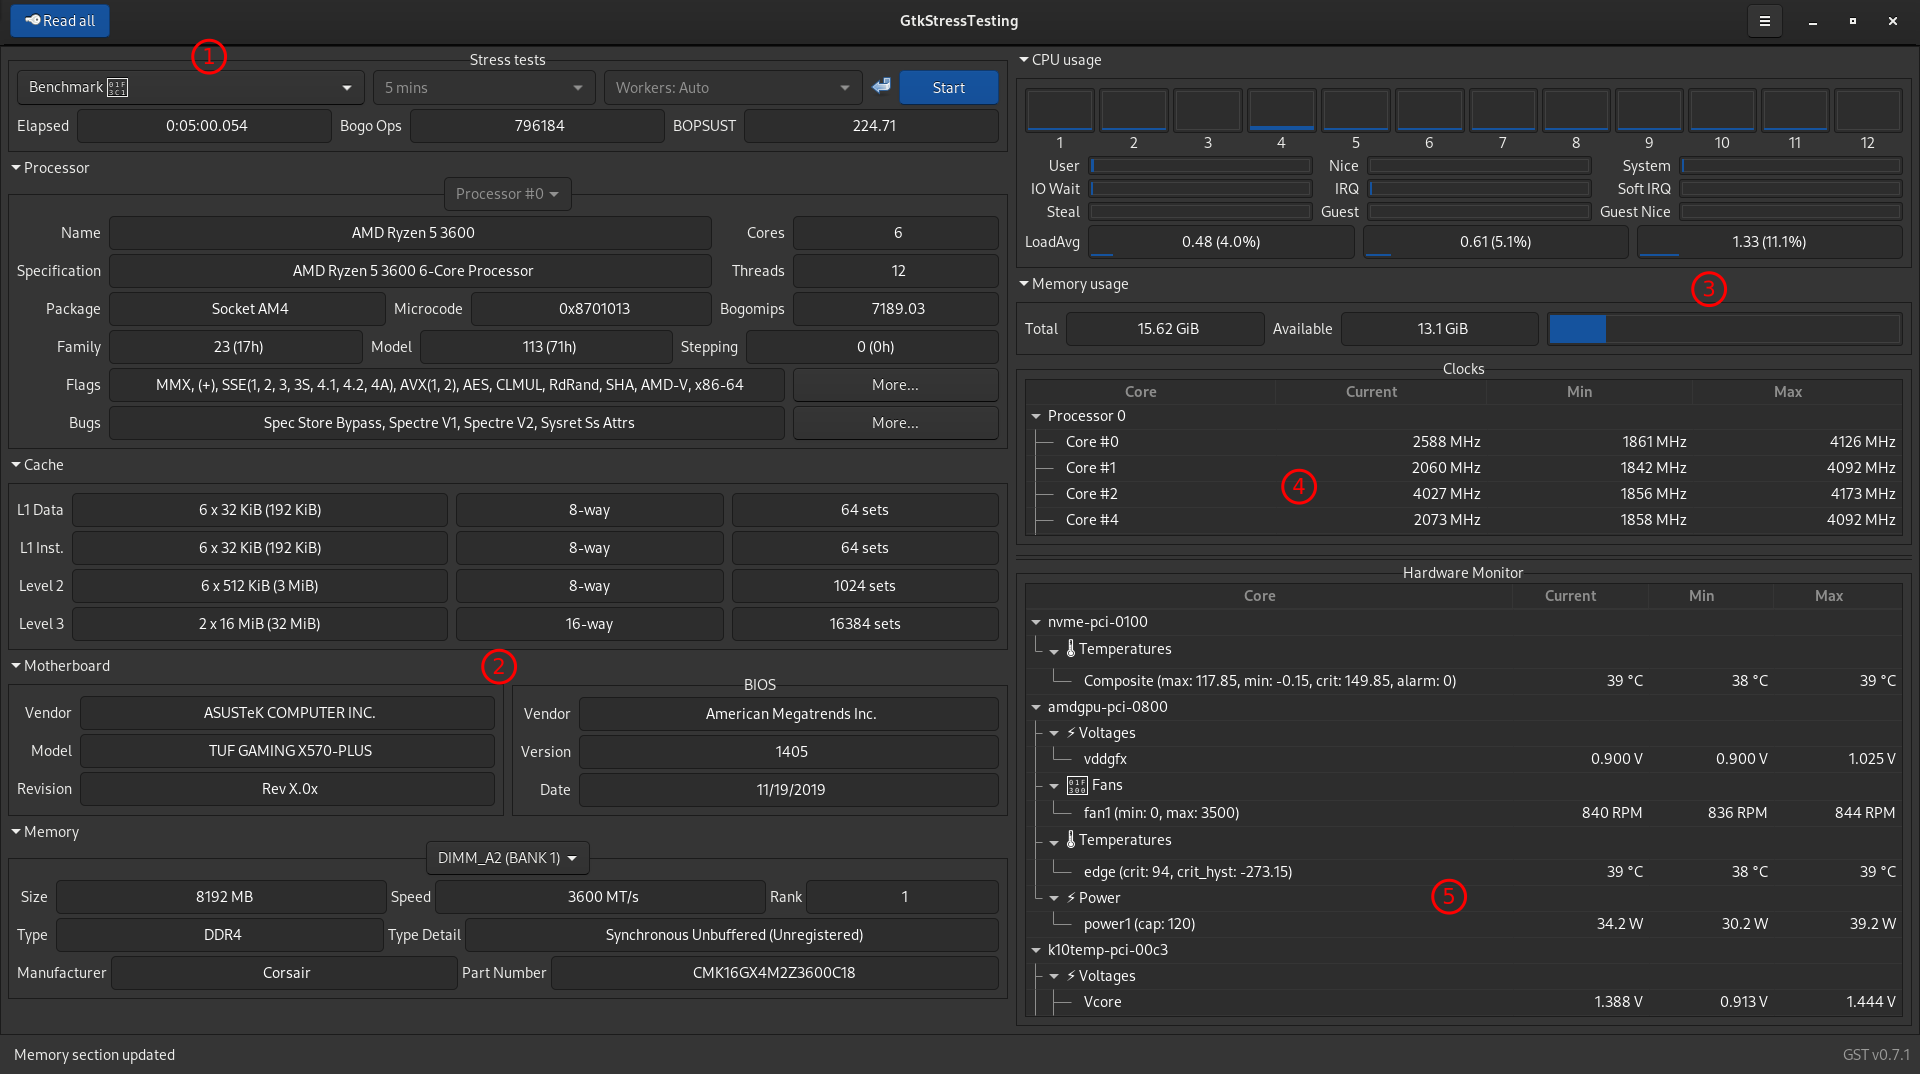 Read all
GtkStressTesting
1
Stress tests
Benchmark 01F3C1
5 mins
Workers: Auto
Start
Elapsed 0:05:00.054 Bogo Ops 796184 BOPSUST 224.71
Processor
Processor #0
Name AMD Ryzen 5 3600 Cores 6
Specification AMD Ryzen 5 3600 6-Core Processor Threads 12
Package Socket AM4 Microcode 0x8701013 Bogomips 7189.03
Family 23 (17h) Model 113 (71h) Stepping 0 (0h)
Flags MMX, (+), SSE(1, 2, 3, 3S, 4.1, 4.2, 4A), AVX(1, 2), AES, CLMUL, RdRand, SHA, AMD-V, x86-64 More...
Bugs Spec Store Bypass, Spectre V1, Spectre V2, Sysret Ss Attrs More...
Cache
L1 Data 6 x 32 KiB (192 KiB) 8-way 64 sets
L1 Inst. 6 x 32 KiB (192 KiB) 8-way 64 sets
Level 2 6 x 512 KiB (3 MiB) 8-way 1024 sets
Level 3 2 x 16 MiB (32 MiB) 16-way 16384 sets
Motherboard
2
Vendor ASUSTeK COMPUTER INC.
Model TUF GAMING X570-PLUS
Revision Rev X.0x
BIOS
Vendor American Megatrends Inc.
Version 1405
Date 11/19/2019
Memory
DIMM_A2 (BANK 1)
Size 8192 MB Speed 3600 MT/s Rank 1
Type DDR4 Type Detail Synchronous Unbuffered (Unregistered)
Manufacturer Corsair Part Number CMK16GX4M2Z3600C18
CPU usage
1 2 3 4 5 6 7 8 9 10 11 12
User Nice System
IO Wait IRQ Soft IRQ
Steal Guest Guest Nice
LoadAvg 0.48 (4.0%) 0.61 (5.1%) 1.33 (11.1%)
Memory usage
3
Total 15.62 GiB Available 13.1 GiB
Clocks
Core Current Min Max
Processor 0
Core #0 2588 MHz 1861 MHz 4126 MHz
Core #1 2060 MHz 1842 MHz 4092 MHz
4
Core #2 4027 MHz 1856 MHz 4173 MHz
Core #4 2073 MHz 1858 MHz 4092 MHz
Hardware Monitor
Core Current Min Max
nvme-pci-0100
Temperatures
Composite (max: 117.85, min: -0.15, crit: 149.85, alarm: 0) 39 °C 38 °C 39 °C
amdgpu-pci-0800
⚡ Voltages
vddgfx 0.900 V 0.900 V 1.025 V
01F300 Fans
fan1 (min: 0, max: 3500) 840 RPM 836 RPM 844 RPM
Temperatures
edge (crit: 94, crit_hyst: -273.15) 39 °C 38 °C 39 °C
5
⚡ Power
power1 (cap: 120) 34.2 W 30.2 W 39.2 W
k10temp-pci-00c3
⚡ Voltages
Vcore 1.388 V 0.913 V 1.444 V
Memory section updated
GST v0.7.1